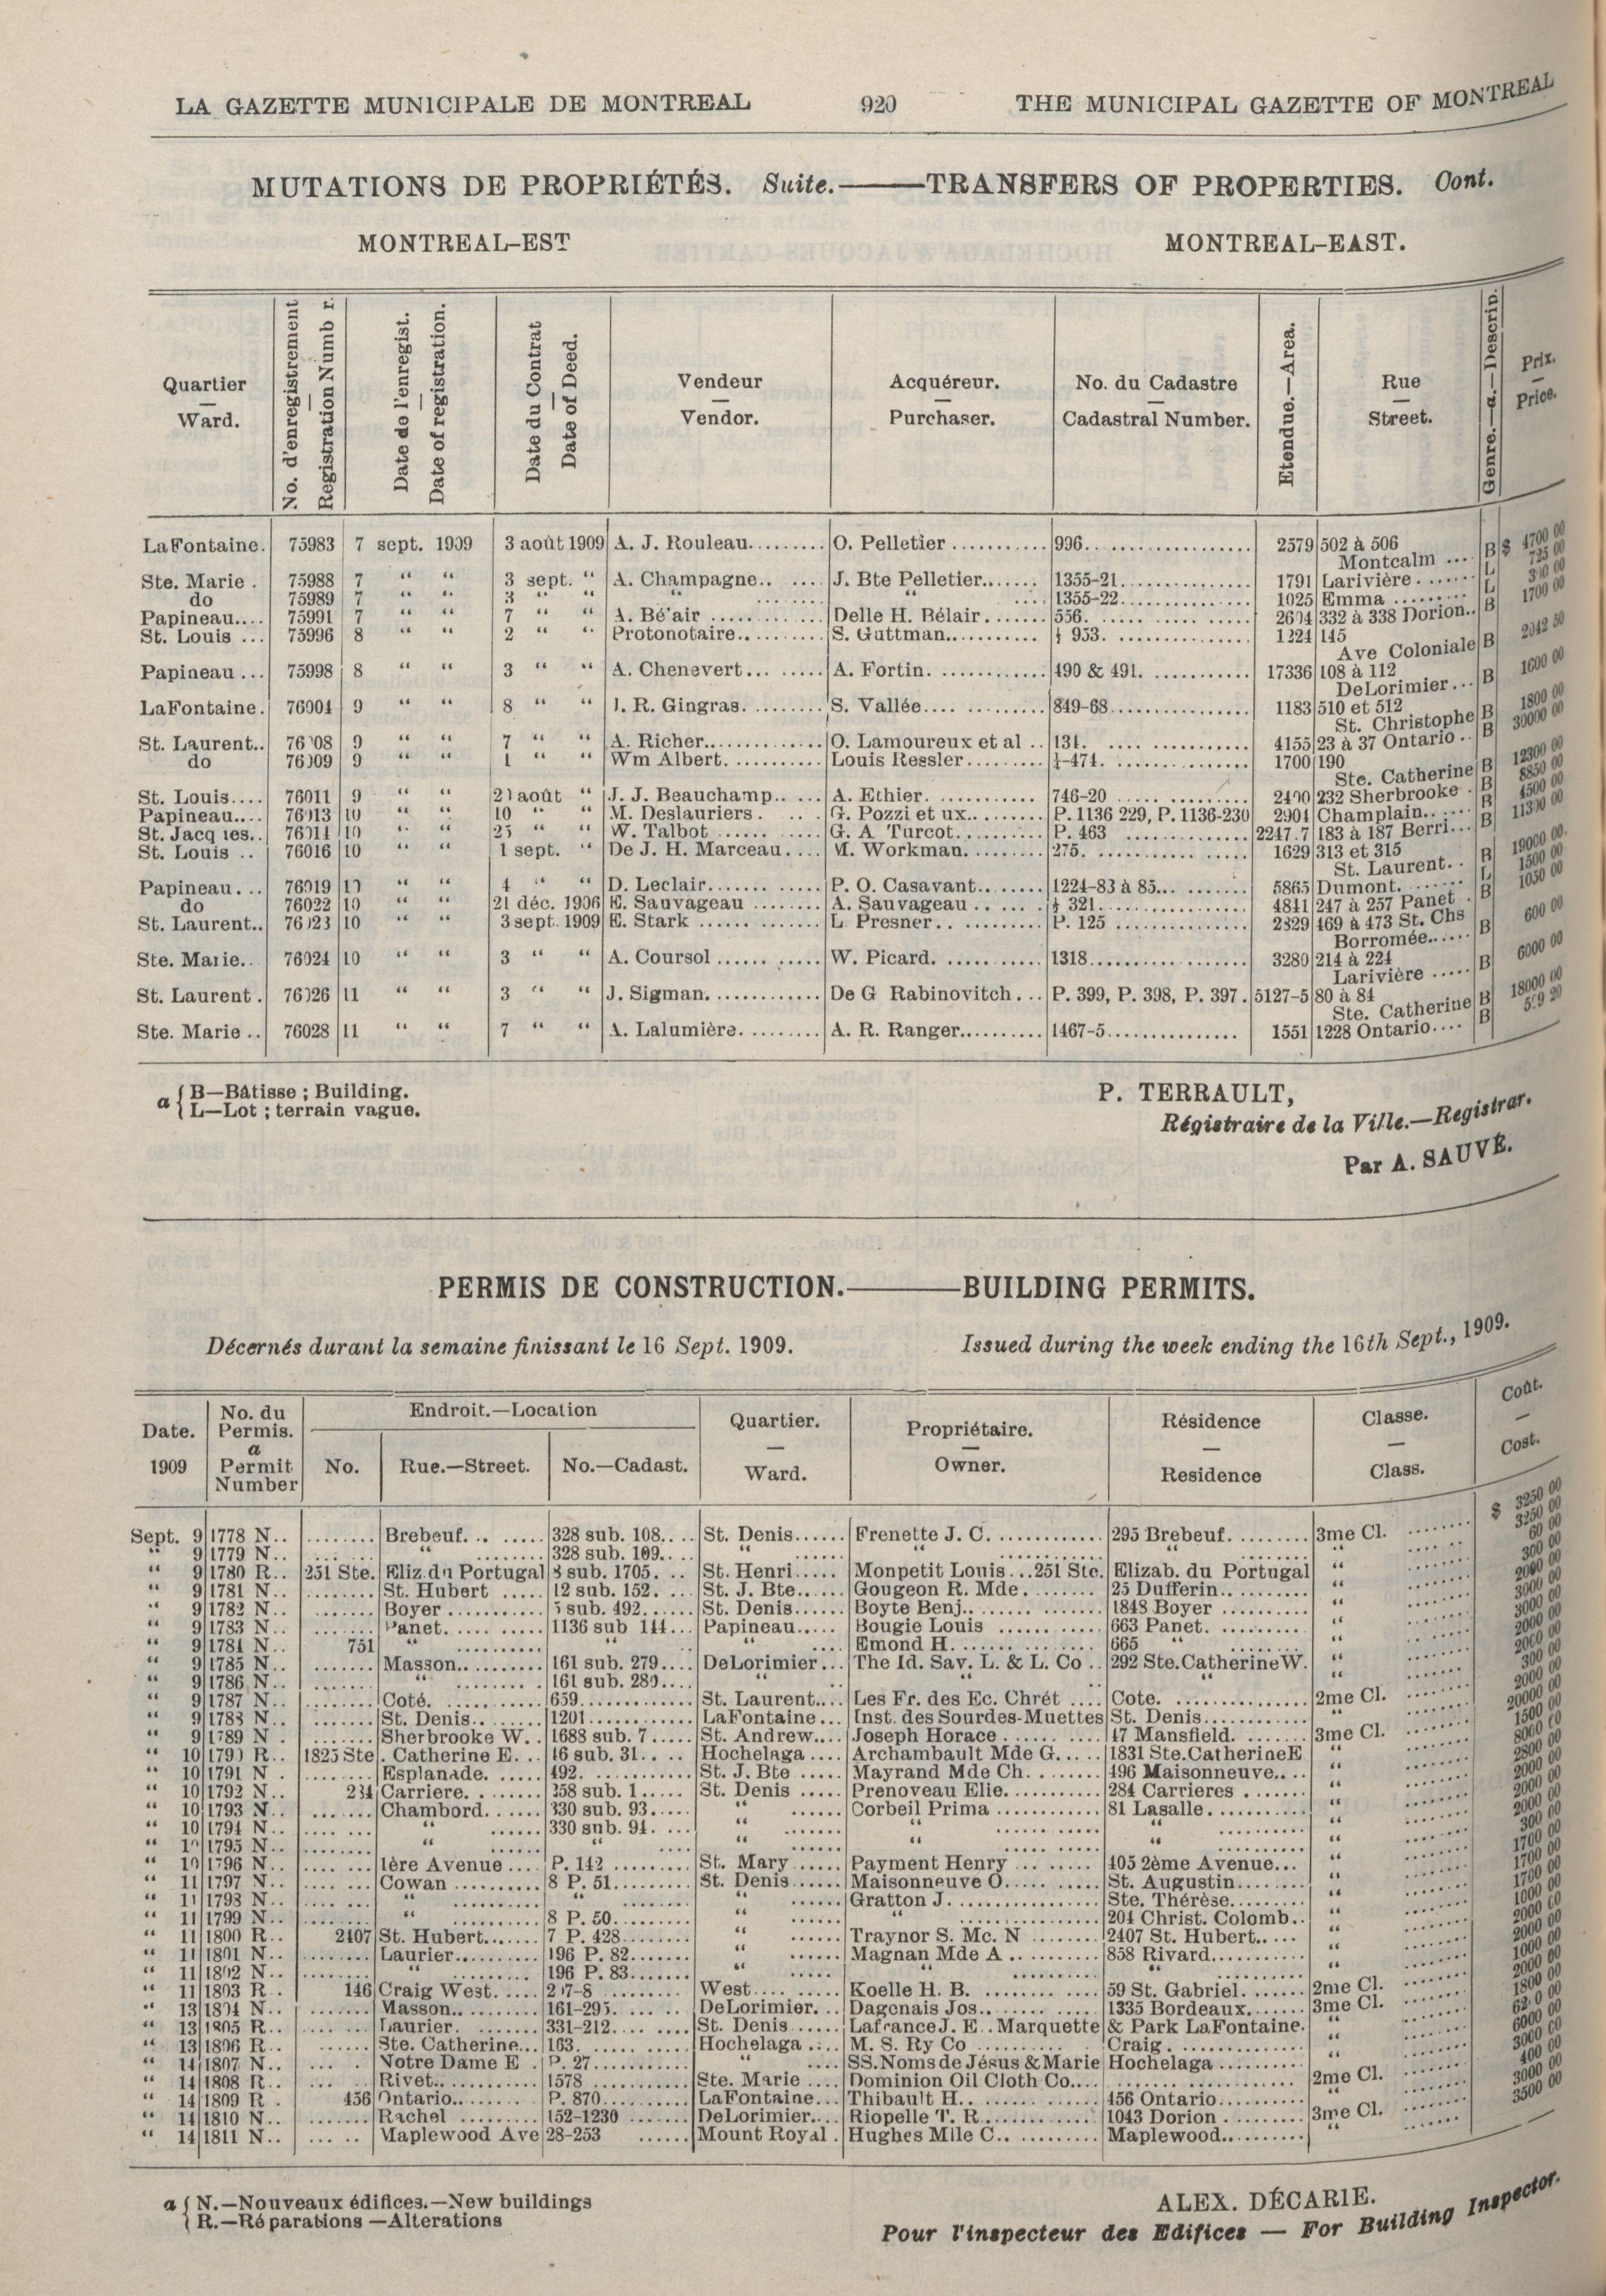 LA GAZETTE MUNICIPALE DE MONTREAL 920 THE MUNICIPAL GAZETTE OF MONTREAL
MUTATIONS DE PROPRIÉTÉS. Suite.——TRANSFERS OF PROPERTIES. Cont.
MONTREAL-EST MONTREAL-EAST.
Quartier — Ward.
No. d'enregistrement — Registration Numb r.
Date de l'enregist. — Date of registration.
Date du Contrat — Date of Deed.
Vendeur — Vendor.
Acquéreur. — Purchaser.
No. du Cadastre — Cadastral Number.
Etendue.—Area.
Rue — Street.
Genre.—a.—Descrip.
Prix. — Price.
LaFontaine. 75983 7 sept. 1909 3 août 1909 A. J. Rouleau......... O. Pelletier ........... 996.................. 2579 502 à 506
Montcalm .... B $ 4700 00
Ste. Marie . 75988 7 “ “ 3 sept. “ A. Champagne.. .... J. Bte Pelletier....... 1355-21............... 1791 Larivière....... L 725 00
do 75989 7 “ “ 3 “ “ “ ........ “ .... 1355-22............... 1025 Emma ......... L
Papineau.... 75991 7 “ “ 7 “ “ A. Bé'air ............ Delle H. Bélair....... 556. ............... 332 à 338 Dorion.. B 1700 00
St. Louis ... 75996 8 “ “ 2 “ “ Protonotaire.......... S. Guttman........... ½ 953. .............. 1224 145
Ave Coloniale B 2042 50
Papineau ... 75998 8 “ “ 3 “ “ A. Chenevert... ...... A. Fortin. ............ 490 & 491. ........... 17336 108 à 112
DeLorimier... B 1600 00
LaFontaine. 76004 9 “ “ 8 “ “ J. R. Gingras. ........ S. Vallée.... .......... 849-68............... 1183 510 et 512
St. Christophe B 1800 00
St. Laurent.. 76008 9 “ “ 7 “ “ A. Richer.............. O. Lamoureux et al .. 131. ............... 4155 23 à 37 Ontario .. B 30000 00
do 76009 9 “ “ 1 “ “ Wm Albert. .......... Louis Ressler......... ½-474. ............... 1700 190
Ste. Catherine B 12300 00
St. Louis.... 76011 9 “ “ août “ J. J. Beauchamp.. ... A. Ethier. ........... 746-20 ..... ......... 2400 232 Sherbrooke . B 8850 00
Papineau.... 76013 10 “ “ 10 “ “ M. Deslauriers . ... G. Pozzi et ux........ P. 1136 229, P. 1136-230 2904 Champlain...... B 4500 00
St. Jacques.. 76014 10 “ “ 25 “ “ W. Talbot ...... ..... G. A Turcot.......... P. 463 .............. 2247.7 183 à 187 Berri... B 11300 00
St. Louis .. 76016 10 “ “ 1 sept. “ De J. H. Marceau.... M. Workman. ........ 275. ................ 1629 313 et 315
St. Laurent.. B 19000 00
Papineau. .. 76019 10 “ “ 4 “ “ D. Leclair....... ..... P. O. Casavant........ 1224-83 à 85... ....... 5865 Dumont. ....... L 1500 00
do 76022 10 “ “ 21 déc. 1906 E. Sauvageau ........ A. Sauvageau .. ... . ½ 321................. 4811 247 à 257 Panet . B 1050 00
St. Laurent.. 76023 10 “ “ 3 sept. 1909 E. Stark ...... ....... L Presner.. ......... P. 125 ............... 2829 469 à 473 St. Chs
Borromée...... B 600 00
Ste. Marie.. 76024 10 “ “ 3 “ “ A. Coursol ...... ..... W. Picard. ........... 1318................. 3280 214 à 224
Larivière ..... B 6000 00
St. Laurent . 76026 11 “ “ 3 “ “ J. Sigman. ............ De G Rabinovitch... P. 399, P. 398, P. 397. 5127-5 80 à 84
Ste. Catherine B 18000 00
Ste. Marie .. 76028 11 “ “ 7 “ “ A. Lalumière. ........ A. R. Ranger.......... 1467-5............... 1551 1228 Ontario.... B
a { B—Bâtisse ; Building.
L—Lot ; terrain vague.
P. TERRAULT,
Régistraire de la Ville.—Registrar.
Par A. SAUVÉ.
PERMIS DE CONSTRUCTION.———BUILDING PERMITS.
Décernés durant la semaine finissant le 16 Sept. 1909. Issued during the week ending the 16th Sept., 1909.
Date. 1909
No. du Permis. a Permit Number
Endroit.—Location
No. Rue.—Street. No.—Cadast.
Quartier. — Ward.
Propriétaire. — Owner.
Résidence — Residence
Classe. — Class.
Coût. — Cost.
Sept. 9 1778 N.. ........ Brebeuf... ..... 328 sub. 108.... St. Denis...... Frenette J. C. ............ 295 Brebeuf. ........ 3me Cl. ........ $ 3250 00
“ 9 1779 N.. ........ “ ........ 328 sub. 109.... “ ...... “ ............ “ ........ “ ...... 3250 00
“ 9 1780 R.. 251 Ste. Eliz.du Portugal 8 sub. 1705. .. St. Henri..... Monpetit Louis...251 Ste. Elizab. du Portugal “ ........ 60 00
“ 9 1781 N.. ........ St. Hubert ..... 12 sub. 152. ... St. J. Bte...... Gougeon R. Mde. ....... 25 Dufferin.......... “ ........ 300 00
“ 9 1782 N.. ....... Boyer ........... 5 sub. 492...... St. Denis...... Boyte Benj.. ........... 1848 Boyer .......... “ ........ 2000 00
“ 9 1783 N.. ....... Panet. ......... 1136 sub 144... Papineau..... Bougie Louis ........... 663 Panet. ......... “ ........ 3000 00
“ 9 1784 N.. 751 “ .......... “ “ .... Emond H. ............. 665 “ ........ “ ........ 3000 00
“ 9 1785 N.. ....... Masson.......... 161 sub. 279.... DeLorimier... The Id. Sav. L. & L. Co .. 292 Ste.CatherineW. “ ........ 2000 00
“ 9 1786 N.. ....... “ ........ 161 sub. 280.... “ .. “ .. “ “ ........ 2000 00
“ 9 1787 N.. ........ Coté. ........... 659............. St. Laurent.... Les Fr. des Ec. Chrét .... Cote. .............. 2me Cl. ....... 300 00
“ 9 1788 N.. ....... St. Denis........ 1201............ LaFontaine... Inst. des Sourdes-Muettes St. Denis........... “ ........ 2000 00
“ 9 1789 N . ....... Sherbrooke W. . 1688 sub. 7..... St. Andrew.... Joseph Horace ...... .... 47 Mansfield. ....... 3me Cl. ....... 20000 00
“ 10 1790 R.. 1825 Ste . Catherine E. .. 16 sub. 31.. .. Hochelaga .... Archambault Mde G..... 1831 Ste.CatherineE “ ........ 1500 00
“ 10 1791 N . ........ Esplanade. ..... 492. ........... St. J. Bte ..... Mayrand Mde Ch. ....... 496 Maisonneuve.... “ ........ 8000 00
“ 10 1792 N.. 284 Carriere. ....... 258 sub. 1..... St. Denis ..... Prenoveau Elie.......... 284 Carrieres . ...... “ ........ 2800 00
“ 10 1793 N.. ....... Chambord. ..... 330 sub. 93..... “ ...... Corbeil Prima ........... 81 Lasalle........... “ ........ 2000 00
“ 10 1794 N.. ....... “ ...... 330 sub. 94. ... “ ....... “ ............ “ ......... “ ........ 2000 00
“ 10 1795 N.. ........ “ ...... “ .... “ ...... “ ........... “ .......... “ ........ 2000 00
“ 10 1796 N.. ........ 1ère Avenue .... P. 142 ......... St. Mary...... Payment Henry ... ...... 405 2ème Avenue... “ ........ 300 00
“ 11 1797 N.. ........ Cowan .......... 8 P. 51......... St. Denis...... Maisonneuve O........... St. Augustin........ “ ........ 1700 00
“ 11 1798 N.. ........ “ .......... “ ........ “ ...... Gratton J. ................ Ste. Thérèse......... “ ........ 1700 00
“ 11 1799 N.. ........ “ .......... 8 P. 50......... “ ...... “ .............. 204 Christ. Colomb.. “ ........ 1700 00
“ 11 1800 R.. 2407 St. Hubert....... 7 P. 428........ “ ...... Traynor S. Mc. N ........ 2407 St. Hubert.. ... “ ........ 1000 00
“ 11 1801 N.. ........ Laurier.......... 196 P. 82....... “ ...... Magnan Mde A .. ........ 858 Rivard........... “ ........ 2000 00
“ 11 1802 N.. ........ “ ......... 196 P. 83....... “ ..... “ .......... “ .......... “ ........ 2000 00
“ 11 1803 R . 146 Craig West. ..... ......... West.......... Koelle H. B. ............ 59 St. Gabriel. ...... 2me Cl. ........ 1000 00
“ 13 1804 N.. ....... Masson.......... 161-295. ...... DeLorimier. .. Dagenais Jos............. 1335 Bordeaux...... 3me Cl. ........ 2000 00
“ 13 1805 R.. ....... Laurier. ....... 331-212.... .... St. Denis...... Lafrance J. E. . Marquette & Park LaFontaine. “ ........ 1800 00
“ 13 1806 R.. ...... Ste. Catherine... 163. .......... Hochelaga .... M. S. Ry Co .......... Craig. .............. “ ........
“ 14 1807 N.. ... . Notre Dame E . P. 27........... “ .... SS.Noms de Jésus & Marie Hochelaga .......... “ ........ 6000 00
“ 14 1808 R.. ... .. Rivet............ 1578 ........... Ste. Marie .... Dominion Oil Cloth Co.... ................ 2me Cl. ........ 3000 00
“ 14 1809 R . 456 Ontario......... P. 870.......... LaFontaine... Thibault H.. ........... 456 Ontario.......... “ ........ 400 00
“ 14 1810 N.. ....... Rachel ......... 152-1230 ....... DeLorimier.... Riopelle T. R............. 1043 Dorion . ........ 3me Cl. ........ 3000 00
“ 14 1811 N.. ... .. Maplewood Ave 28-253 ...... Mount Royal . Hughes Mlle C.. ......... Maplewood........... “ ...... 3500 00
a { N.—Nouveaux édifices.—New buildings
R.—Réparations —Alterations
ALEX. DÉCARIE.
Pour l'inspecteur des Edifices — For Building Inspector.